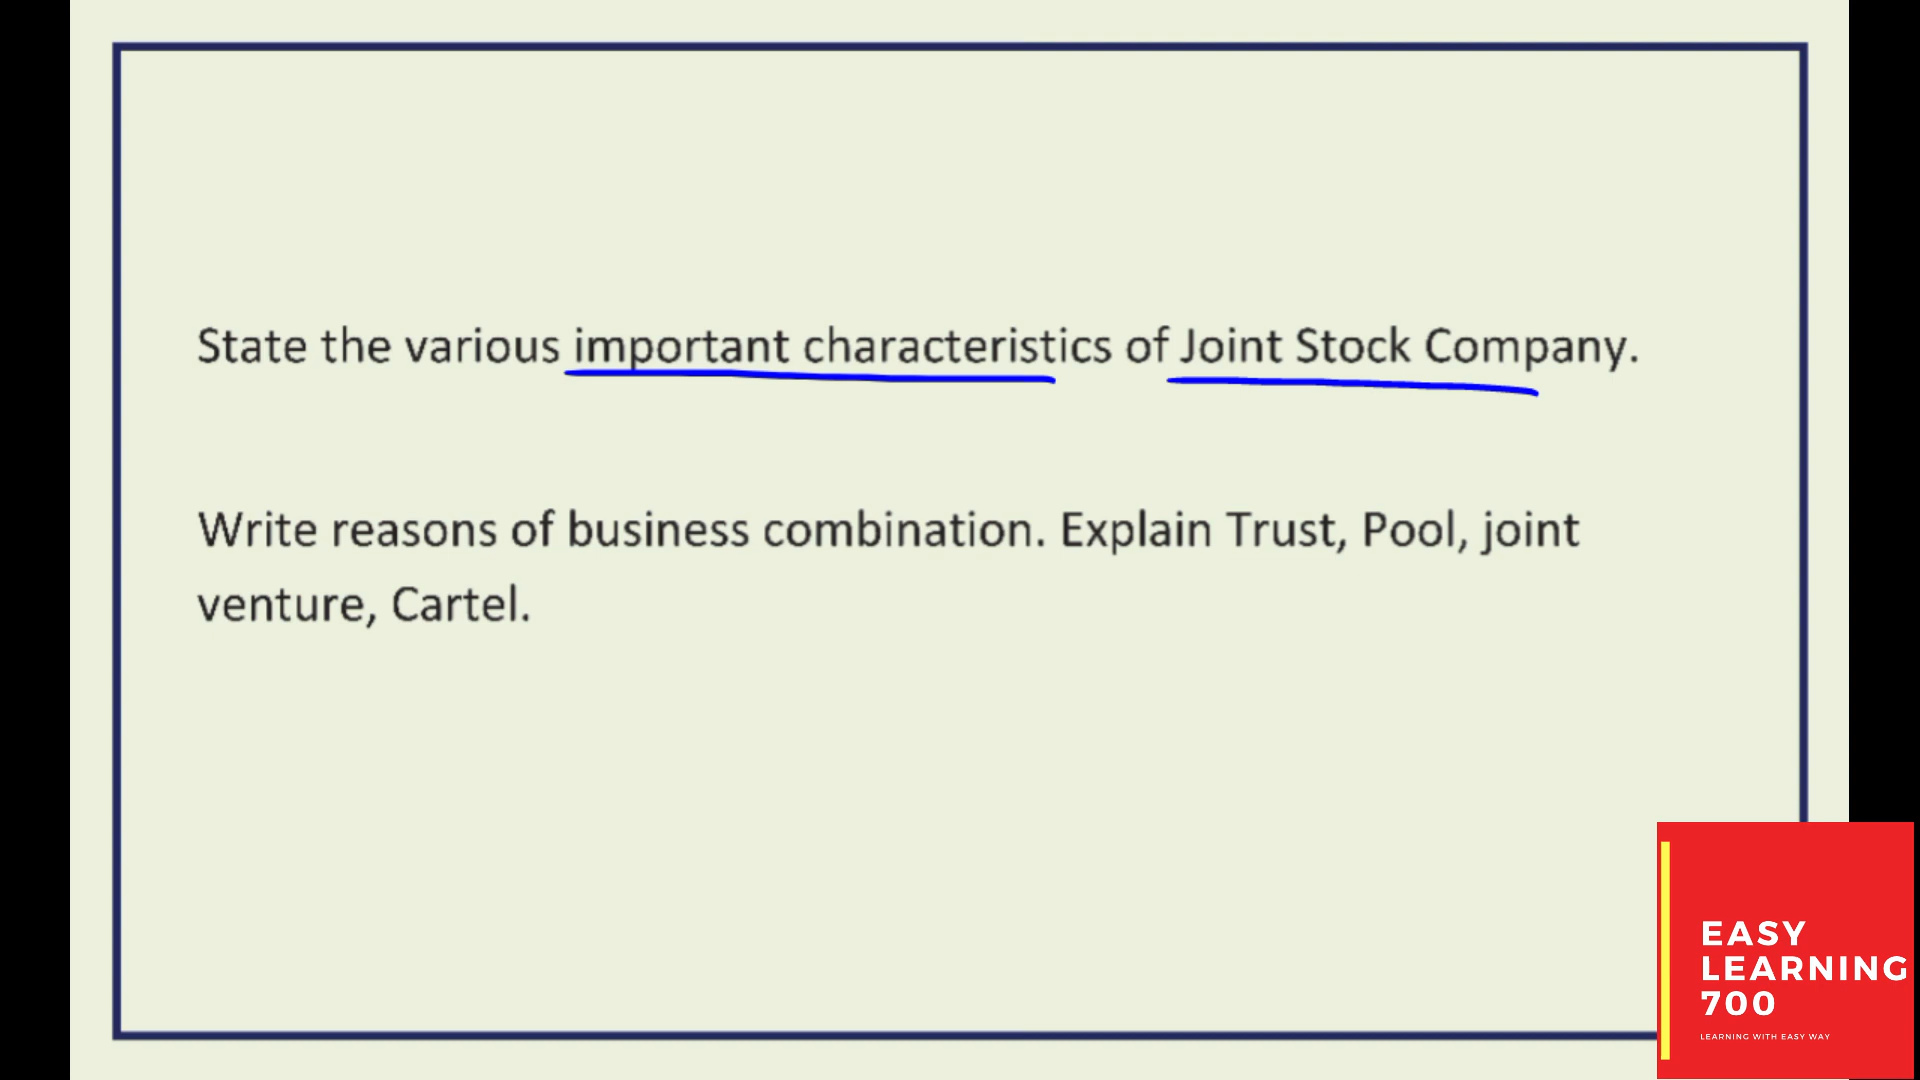 State the various important characteristics of Joint Stock Company.
Write reasons of business combination. Explain Trust, Pool, joint
venture, Cartel.
EASY
LEARNING
700
LEARNING WITH EASY WAY